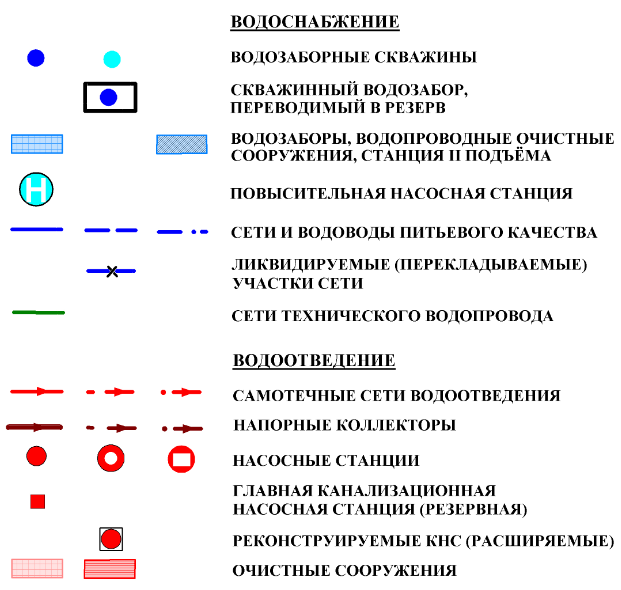 ВОДОСНАБЖЕНИЕ
ВОДОЗАБОРНЫЕ СКВАЖИНЫ
СКВАЖИННЫЙ ВОДОЗАБОР,
ПЕРЕВОДИМЫЙ В РЕЗЕРВ
ВОДОЗАБОРЫ, ВОДОПРОВОДНЫЕ ОЧИСТНЫЕ
СООРУЖЕНИЯ, СТАНЦИЯ II ПОДЪЁМА
Н
ПОВЫСИТЕЛЬНАЯ НАСОСНАЯ СТАНЦИЯ
СЕТИ И ВОДОВОДЫ ПИТЬЕВОГО КАЧЕСТВА
ЛИКВИДИРУЕМЫЕ (ПЕРЕКЛАДЫВАЕМЫЕ)
УЧАСТКИ СЕТИ
СЕТИ ТЕХНИЧЕСКОГО ВОДОПРОВОДА
ВОДООТВЕДЕНИЕ
САМОТЕЧНЫЕ СЕТИ ВОДООТВЕДЕНИЯ
НАПОРНЫЕ КОЛЛЕКТОРЫ
НАСОСНЫЕ СТАНЦИИ
ГЛАВНАЯ КАНАЛИЗАЦИОННАЯ
НАСОСНАЯ СТАНЦИЯ (РЕЗЕРВНАЯ)
РЕКОНСТРУИРУЕМЫЕ КНС (РАСШИРЯЕМЫЕ)
ОЧИСТНЫЕ СООРУЖЕНИЯ